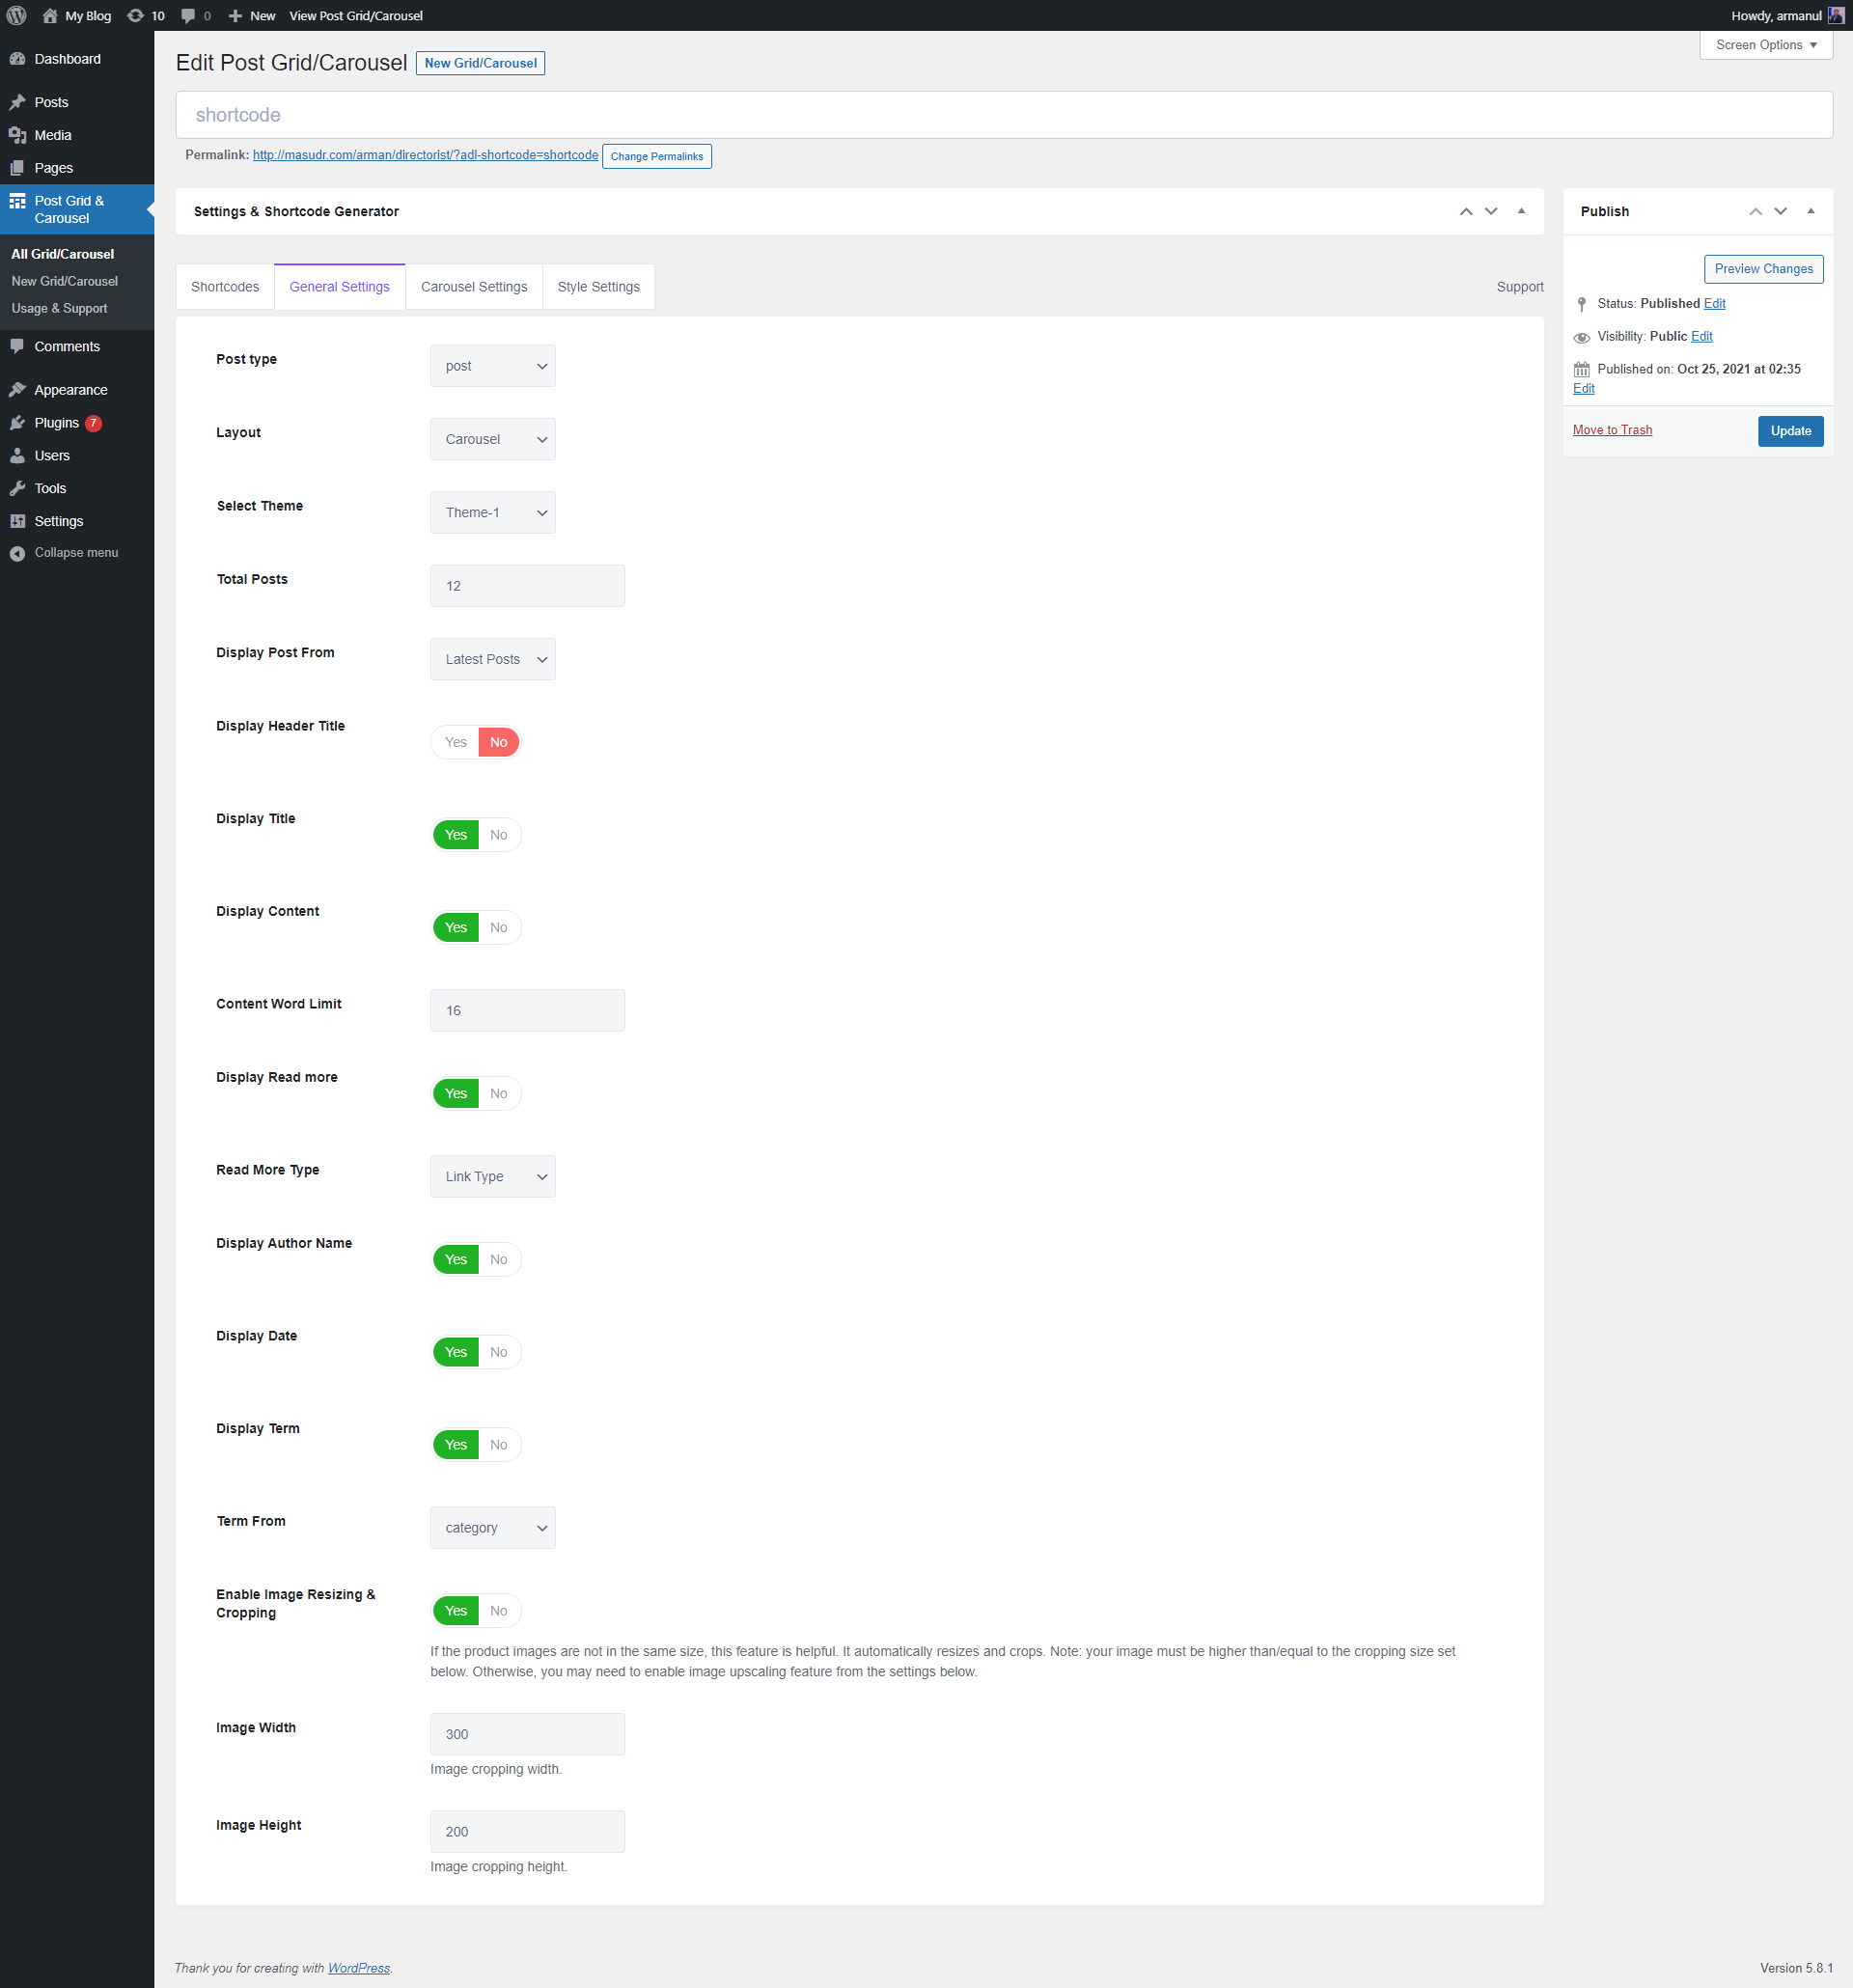 My Blog 10 0 New View Post Grid/Carousel Howdy, armanul
Screen Options
Dashboard
Posts
Media
Pages
Post Grid &
Carousel
All Grid/Carousel
New Grid/Carousel
Usage & Support
Comments
Appearance
Plugins 7
Users
Tools
Settings
Collapse menu
Edit Post Grid/Carousel New Grid/Carousel
shortcode
Permalink: http://masudr.com/arman/directorist/?adl-shortcode=shortcode Change Permalinks
Settings & Shortcode Generator
Shortcodes General Settings Carousel Settings Style Settings Support
Post type post
Layout Carousel
Select Theme Theme-1
Total Posts 12
Display Post From Latest Posts
Display Header Title Yes No
Display Title Yes No
Display Content Yes No
Content Word Limit 16
Display Read more Yes No
Read More Type Link Type
Display Author Name Yes No
Display Date Yes No
Display Term Yes No
Term From category
Enable Image Resizing &
Cropping
Yes No
If the product images are not in the same size, this feature is helpful. It automatically resizes and crops. Note: your image must be higher than/equal to the cropping size set
below. Otherwise, you may need to enable image upscaling feature from the settings below.
Image Width 300
Image cropping width.
Image Height 200
Image cropping height.
Publish
Preview Changes
Status: Published Edit
Visibility: Public Edit
Published on: Oct 25, 2021 at 02:35
Edit
Move to Trash Update
Thank you for creating with WordPress. Version 5.8.1